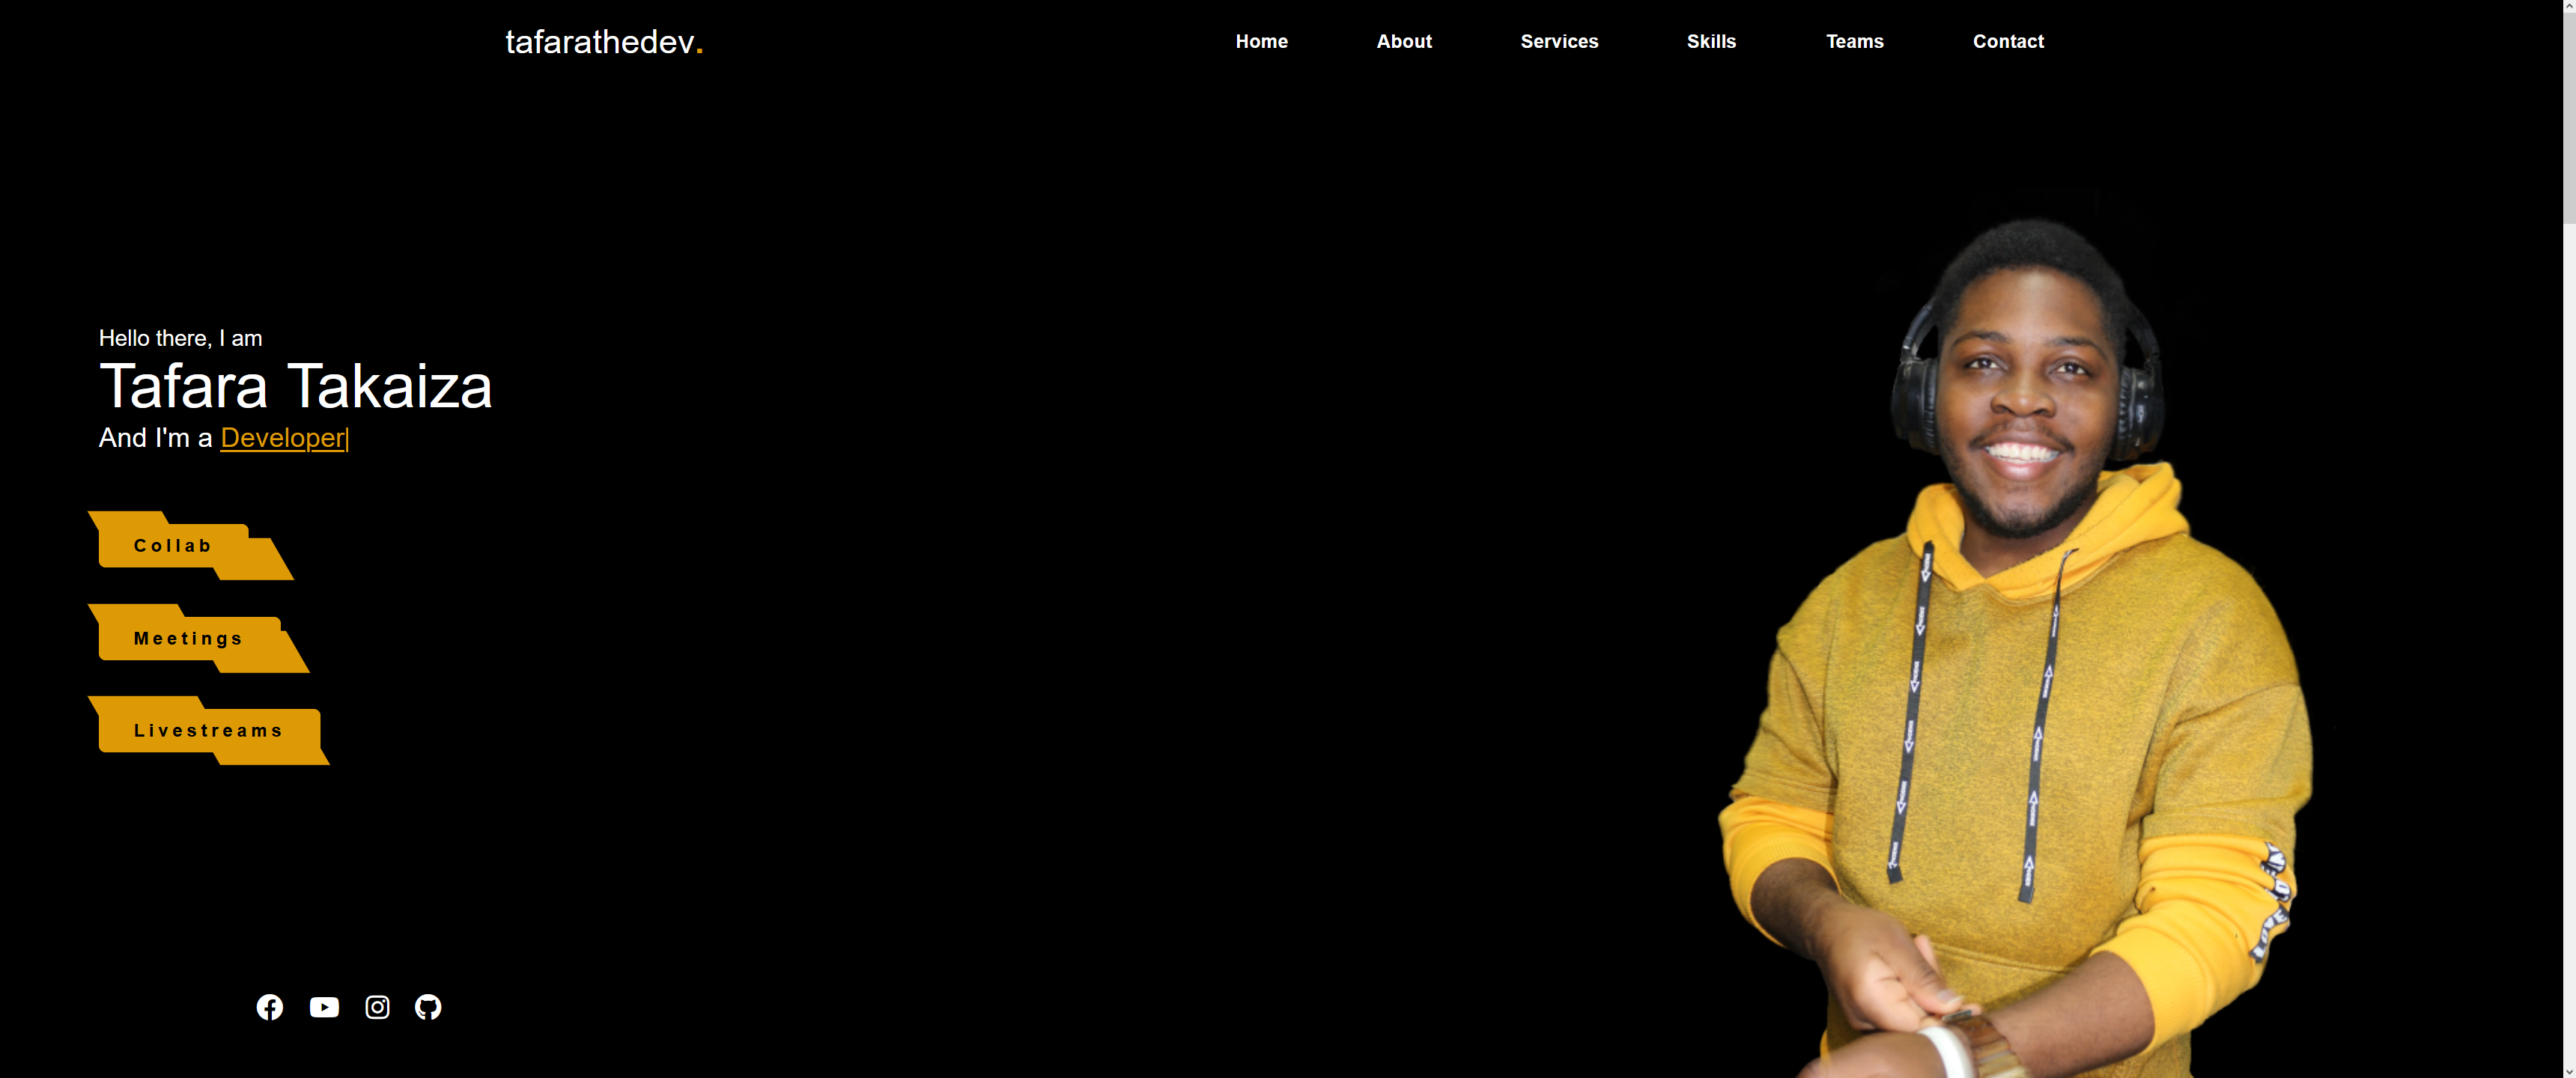 tafarathedev.
Home About Services Skills Teams Contact
Hello there, I am
Tafara Takaiza
And I'm a Developer|
Collab
Meetings
Livestreams